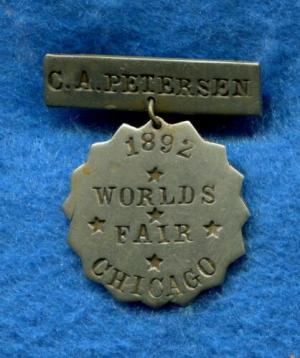 C.A.PETERSEN
1892
WORLDS
FAIR
CHICAGO